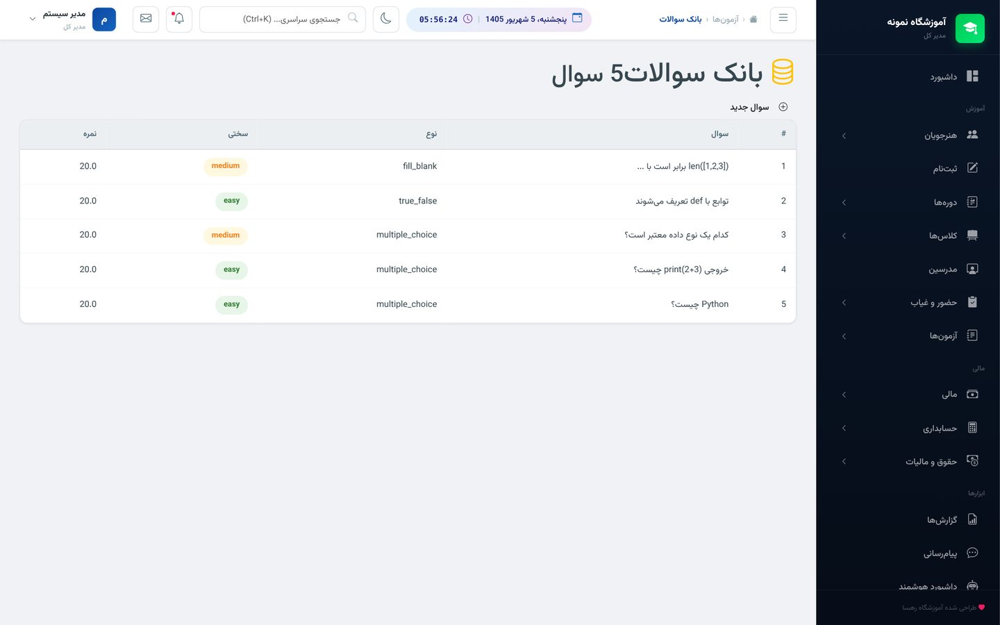 آموزشگاه نمونه
مدیر کل
داشبورد
آموزش
هنرجویان
ثبت‌نام
دوره‌ها
کلاس‌ها
مدرسین
حضور و غیاب
آزمون‌ها
مالی
مالی
حسابداری
حقوق و مالیات
ابزارها
گزارش‌ها
پیام‌رسانی
داشبورد هوشمند
طراحی شده آموزشگاه رهسا
آزمون‌ها › بانک سوالات
پنجشنبه، 5 شهریور 1405 | 05:56:24
جستجوی سراسری... (Ctrl+K)
م
مدیر سیستم
مدیر کل
بانک سوالات5 سوال
سوال جدید
# سوال نوع سختی نمره
1 len([1,2,3]) برابر است با ... fill_blank medium 20.0
2 توابع با def تعریف می‌شوند true_false easy 20.0
3 کدام یک نوع داده معتبر است؟ multiple_choice medium 20.0
4 خروجی print(2+3) چیست؟ multiple_choice easy 20.0
5 Python چیست؟ multiple_choice easy 20.0